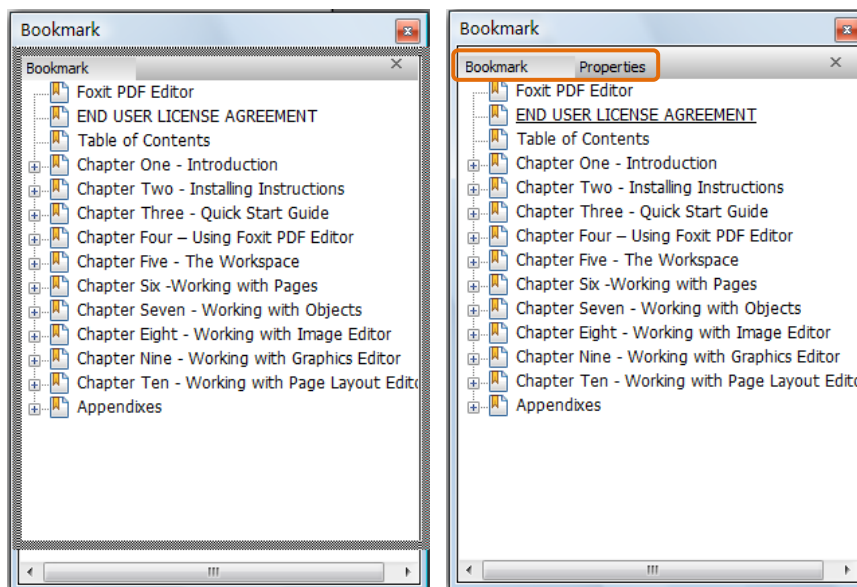 Bookmark
Bookmark
Foxit PDF Editor
END USER LICENSE AGREEMENT
Table of Contents
Chapter One - Introduction
Chapter Two - Installing Instructions
Chapter Three - Quick Start Guide
Chapter Four – Using Foxit PDF Editor
Chapter Five - The Workspace
Chapter Six -Working with Pages
Chapter Seven - Working with Objects
Chapter Eight - Working with Image Editor
Chapter Nine - Working with Graphics Editor
Chapter Ten - Working with Page Layout Edito
Appendixes
Bookmark
Bookmark Properties
Foxit PDF Editor
END USER LICENSE AGREEMENT
Table of Contents
Chapter One - Introduction
Chapter Two - Installing Instructions
Chapter Three - Quick Start Guide
Chapter Four – Using Foxit PDF Editor
Chapter Five - The Workspace
Chapter Six -Working with Pages
Chapter Seven - Working with Objects
Chapter Eight - Working with Image Editor
Chapter Nine - Working with Graphics Editor
Chapter Ten - Working with Page Layout Edito
Appendixes